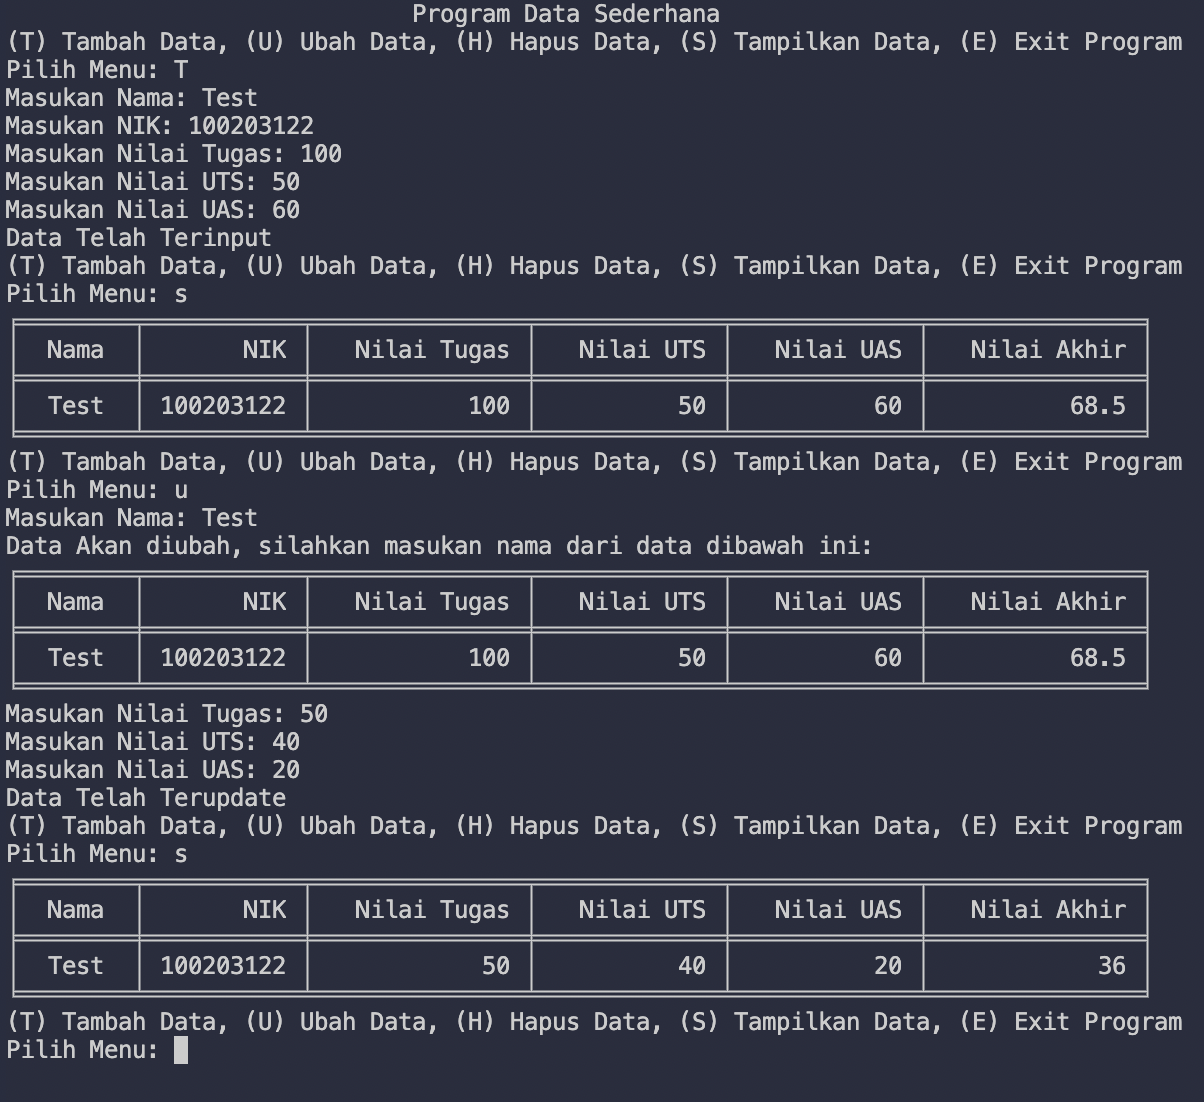 Program Data Sederhana
(T) Tambah Data, (U) Ubah Data, (H) Hapus Data, (S) Tampilkan Data, (E) Exit Program
Pilih Menu: T
Masukan Nama: Test
Masukan NIK: 100203122
Masukan Nilai Tugas: 100
Masukan Nilai UTS: 50
Masukan Nilai UAS: 60
Data Telah Terinput
(T) Tambah Data, (U) Ubah Data, (H) Hapus Data, (S) Tampilkan Data, (E) Exit Program
Pilih Menu: s
Nama NIK Nilai Tugas Nilai UTS Nilai UAS Nilai Akhir
Test 100203122 100 50 60 68.5
(T) Tambah Data, (U) Ubah Data, (H) Hapus Data, (S) Tampilkan Data, (E) Exit Program
Pilih Menu: u
Masukan Nama: Test
Data Akan diubah, silahkan masukan nama dari data dibawah ini:
Nama NIK Nilai Tugas Nilai UTS Nilai UAS Nilai Akhir
Test 100203122 100 50 60 68.5
Masukan Nilai Tugas: 50
Masukan Nilai UTS: 40
Masukan Nilai UAS: 20
Data Telah Terupdate
(T) Tambah Data, (U) Ubah Data, (H) Hapus Data, (S) Tampilkan Data, (E) Exit Program
Pilih Menu: s
Nama NIK Nilai Tugas Nilai UTS Nilai UAS Nilai Akhir
Test 100203122 50 40 20 36
(T) Tambah Data, (U) Ubah Data, (H) Hapus Data, (S) Tampilkan Data, (E) Exit Program
Pilih Menu: